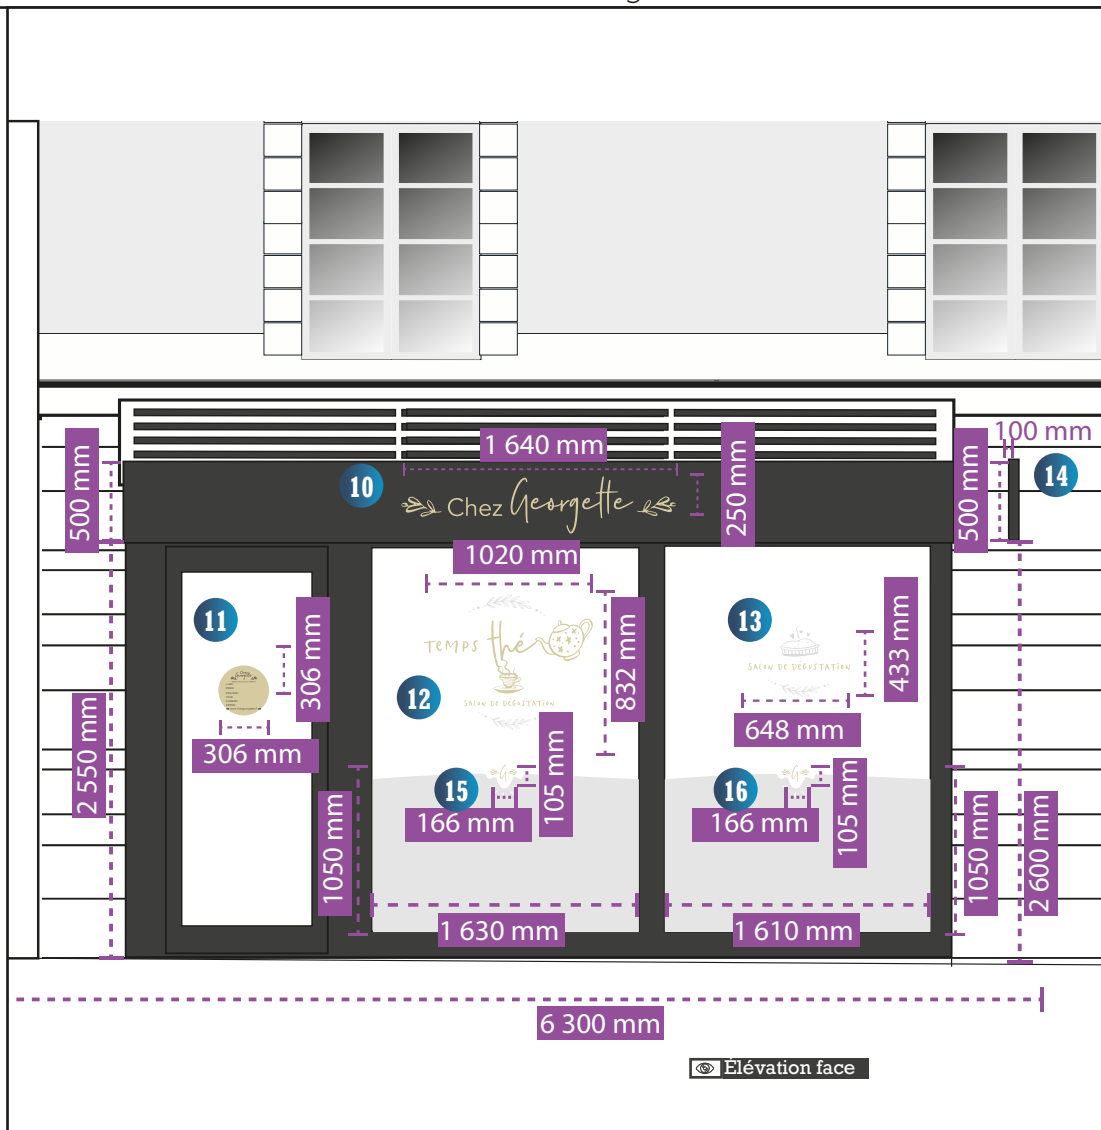 1 640 mm
100 mm
10
14
500 mm
Chez Georgette
250 mm
500 mm
1020 mm
11
306 mm
306 mm
TEMPS thé
SALON DE DÉGUSTATION
832 mm
12
13
SALON DE DÉGUSTATION
433 mm
648 mm
2 550 mm
G
15
166 mm
105 mm
G
16
166 mm
105 mm
1050 mm
1 630 mm
1 610 mm
1050 mm
2 600 mm
6 300 mm
Élévation face